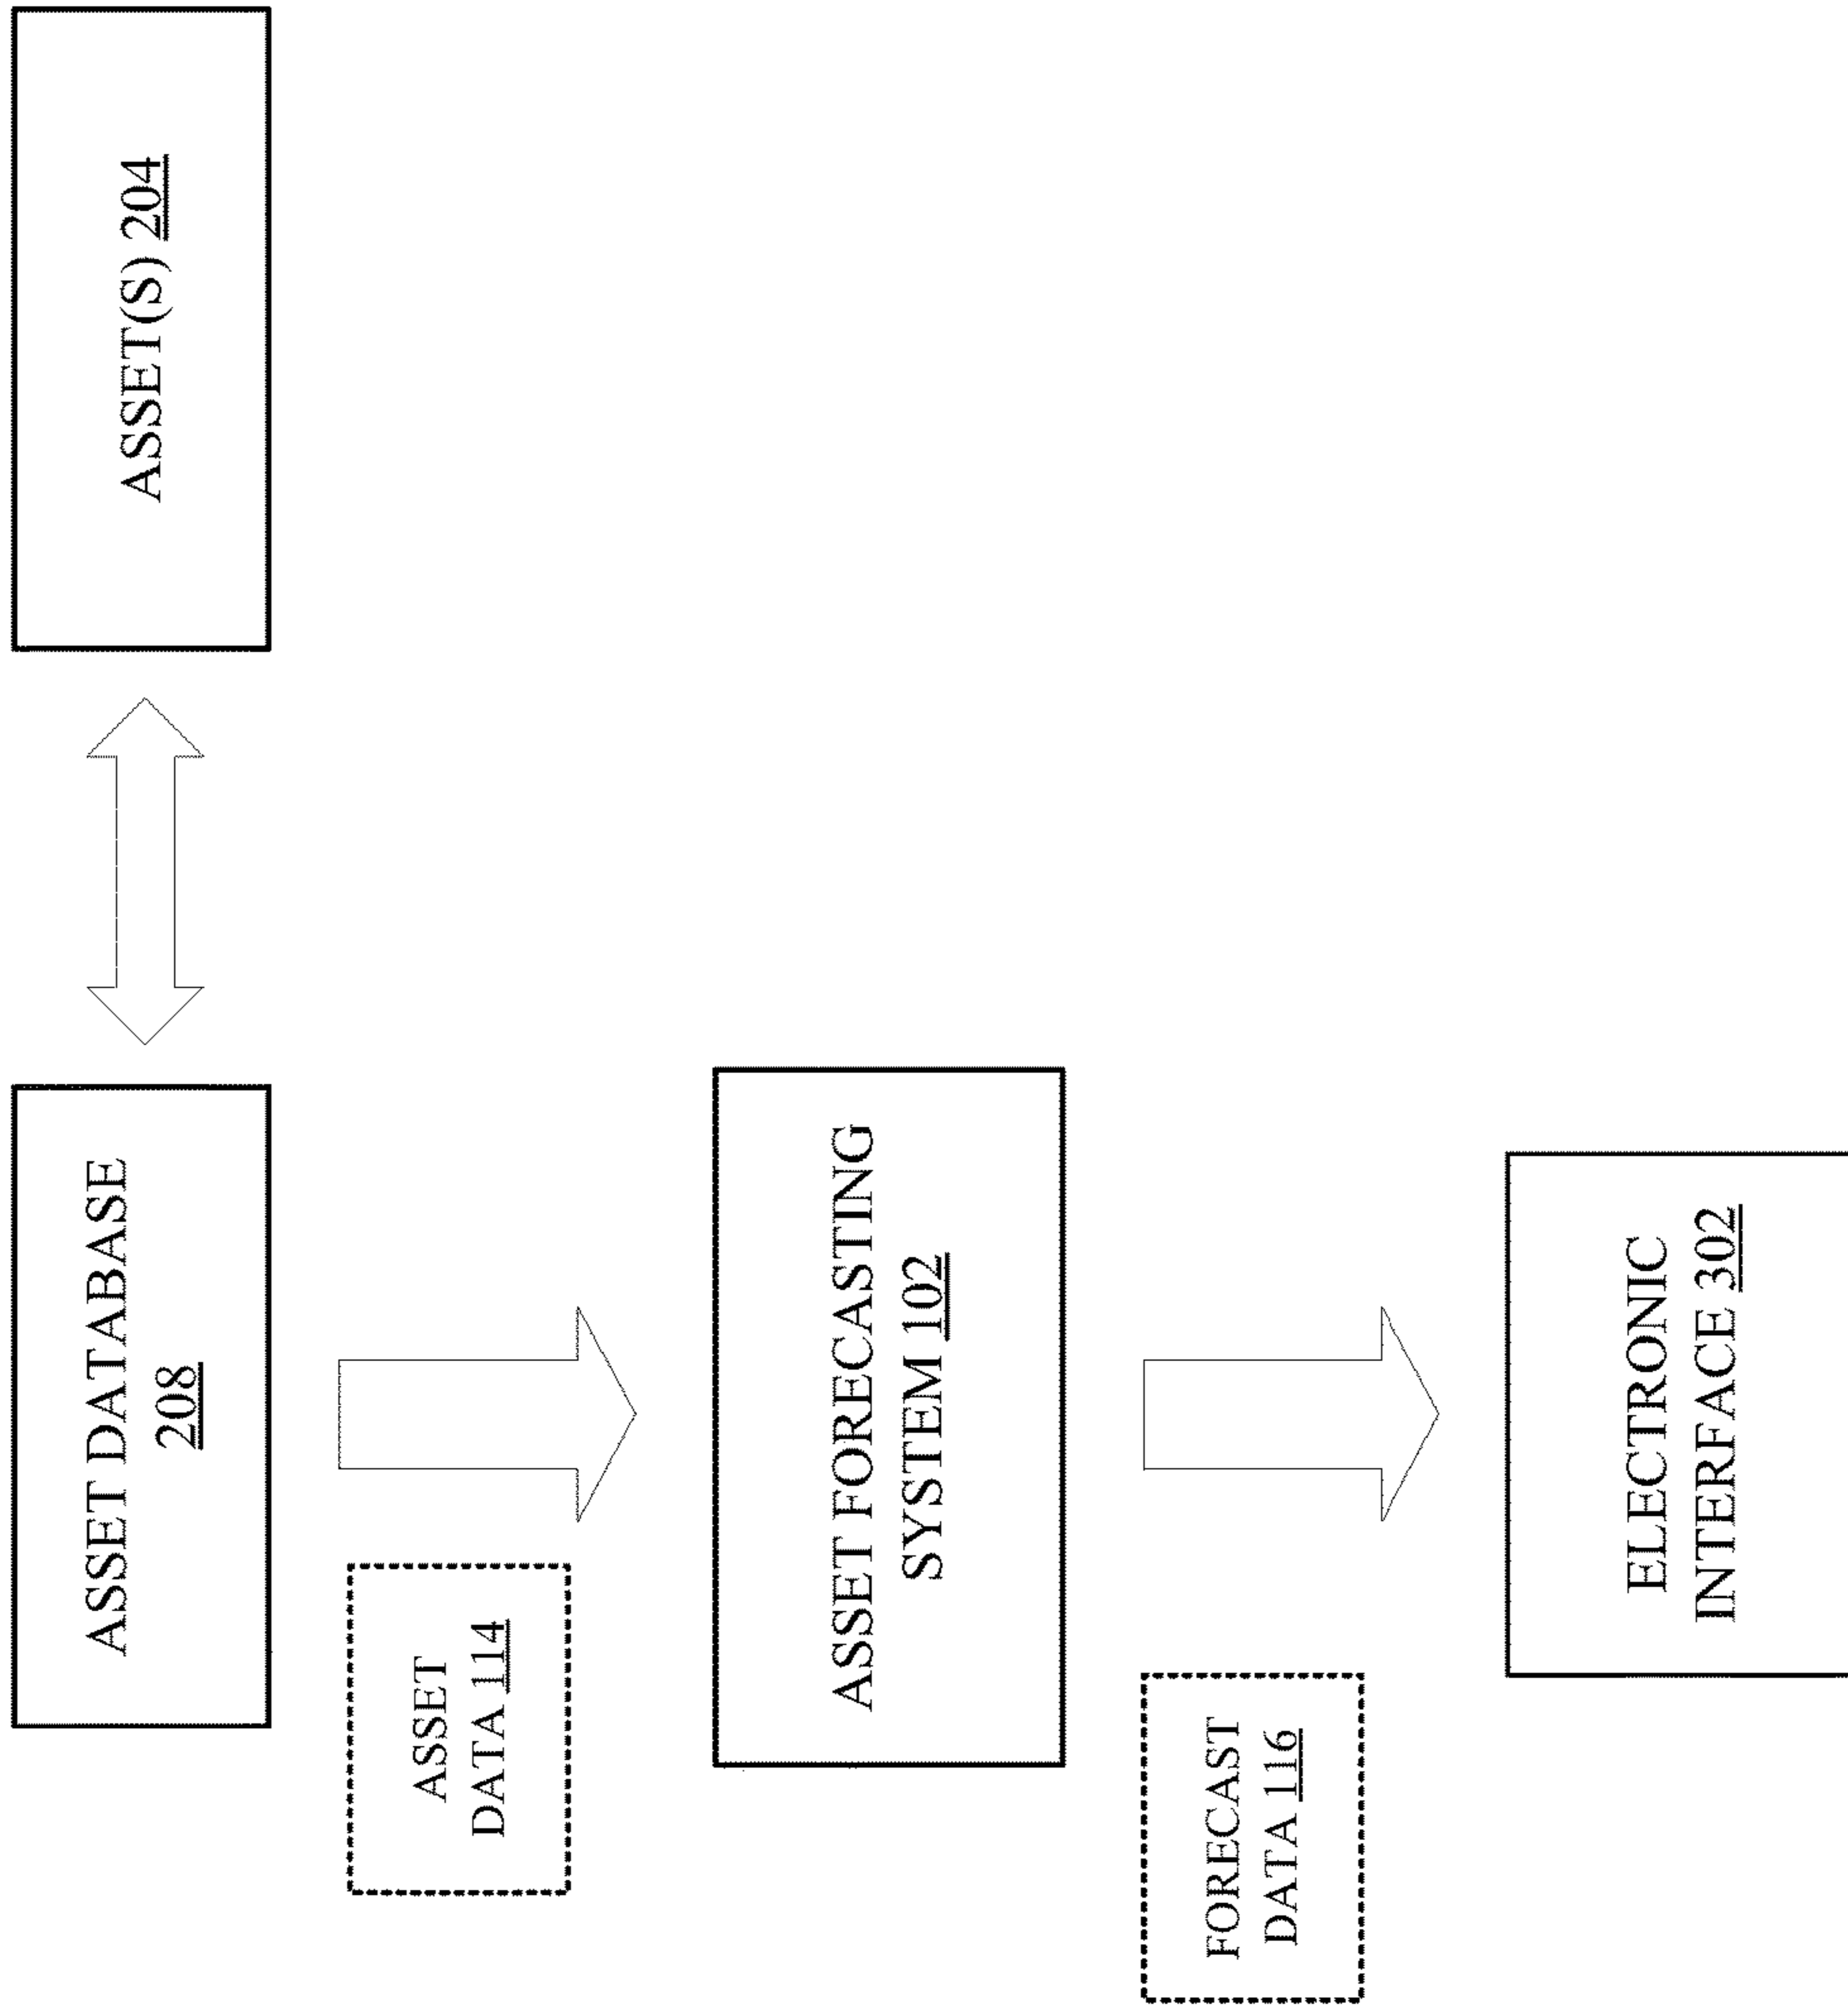 ASSET(S) 204
ASSET DATABASE
208
ASSET
DATA 114
ASSET FORECASTING
SYSTEM 102
FORECAST
DATA 116
ELECTRONIC
INTERFACE 302